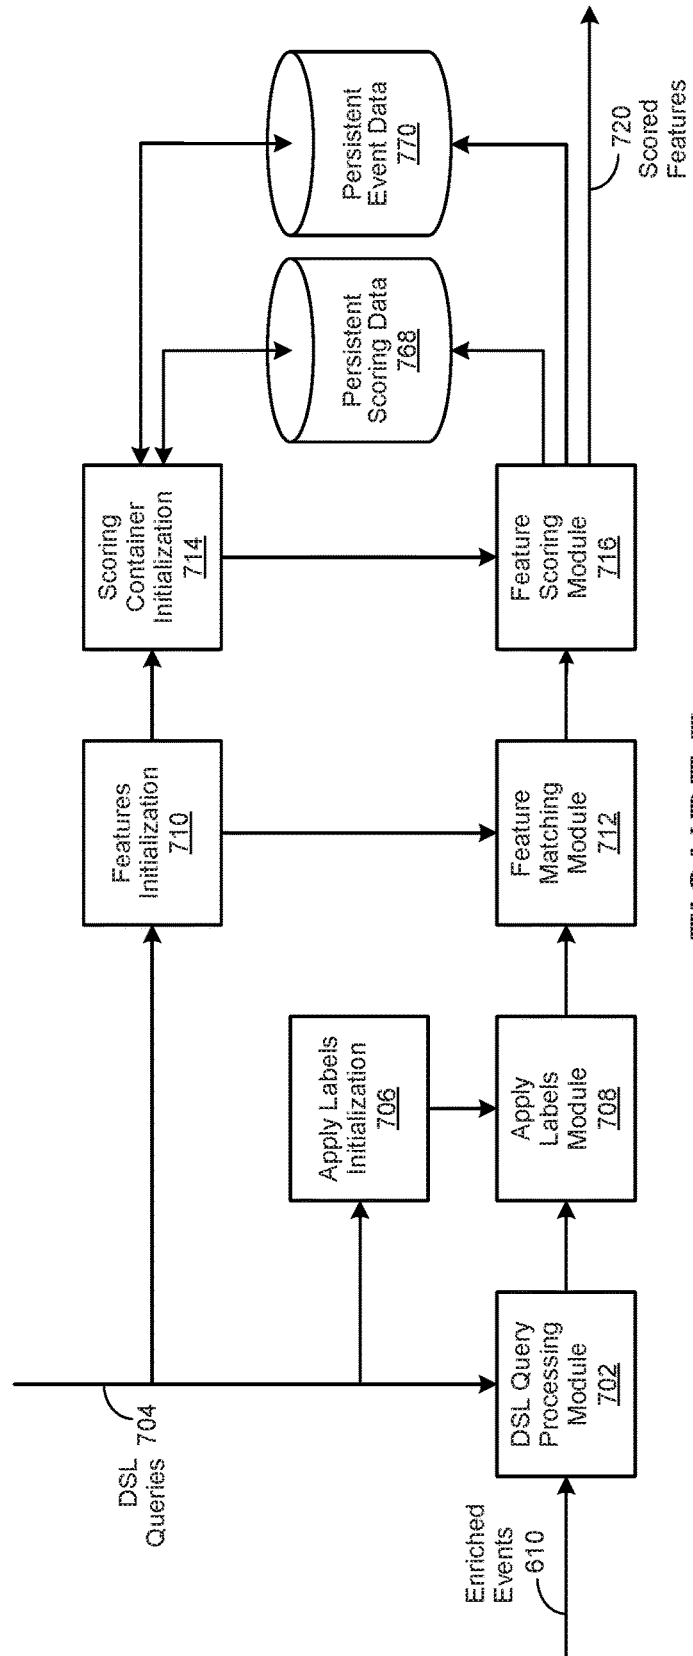 DSL
Queries 704
Enriched
Events
610
DSL Query
Processing
Module
702
Apply Labels
Initialization
706
Apply
Labels
Module
708
Features
Initialization
710
Feature
Matching
Module
712
Scoring
Container
Initialization
714
Feature
Scoring
Module
716
Persistent
Scoring Data
768
Persistent
Event Data
770
720
Scored
Features